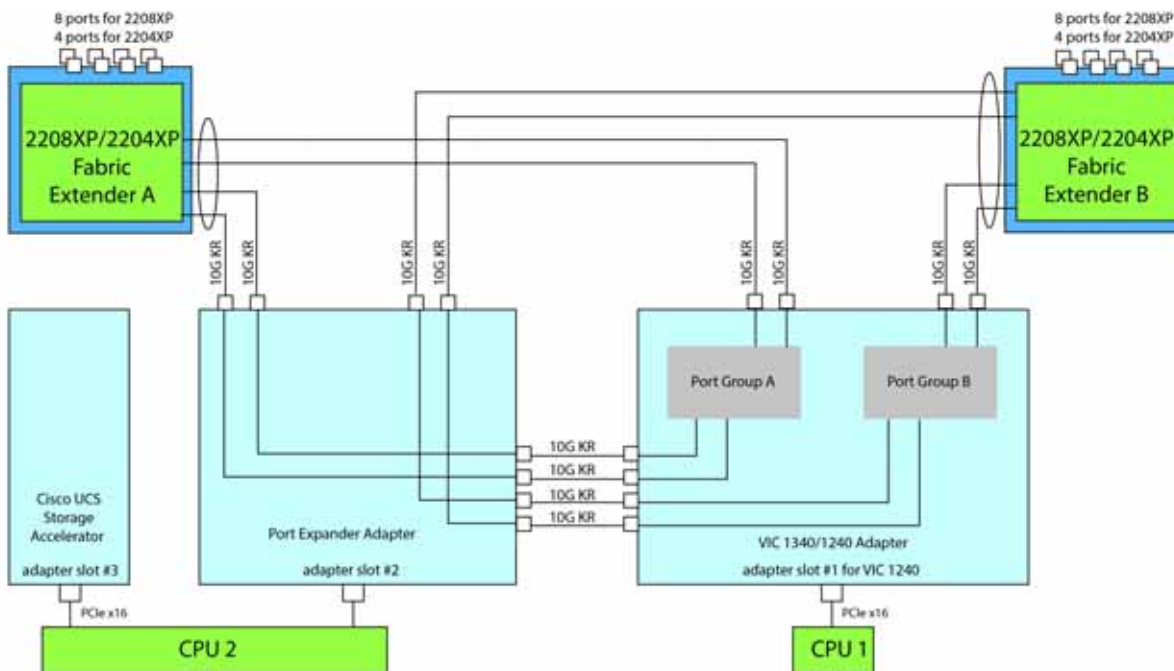 8 ports for 2208XP
4 ports for 2204XP
8 ports for 2208XP
4 ports for 2204XP
2208XP/2204XP
Fabric
Extender A
2208XP/2204XP
Fabric
Extender B
10G KR
10G KR
10G KR
10G KR
10G KR
10G KR
10G KR
10G KR
Port Group A
Port Group B
10G KR
10G KR
10G KR
10G KR
Cisco UCS
Storage
Accelerator
adapter slot #3
Port Expander Adapter
adapter slot #2
VIC 1340/1240 Adapter
adapter slot #1 for VIC 1240
PCIe x16
PCIe x16
CPU 2
CPU 1